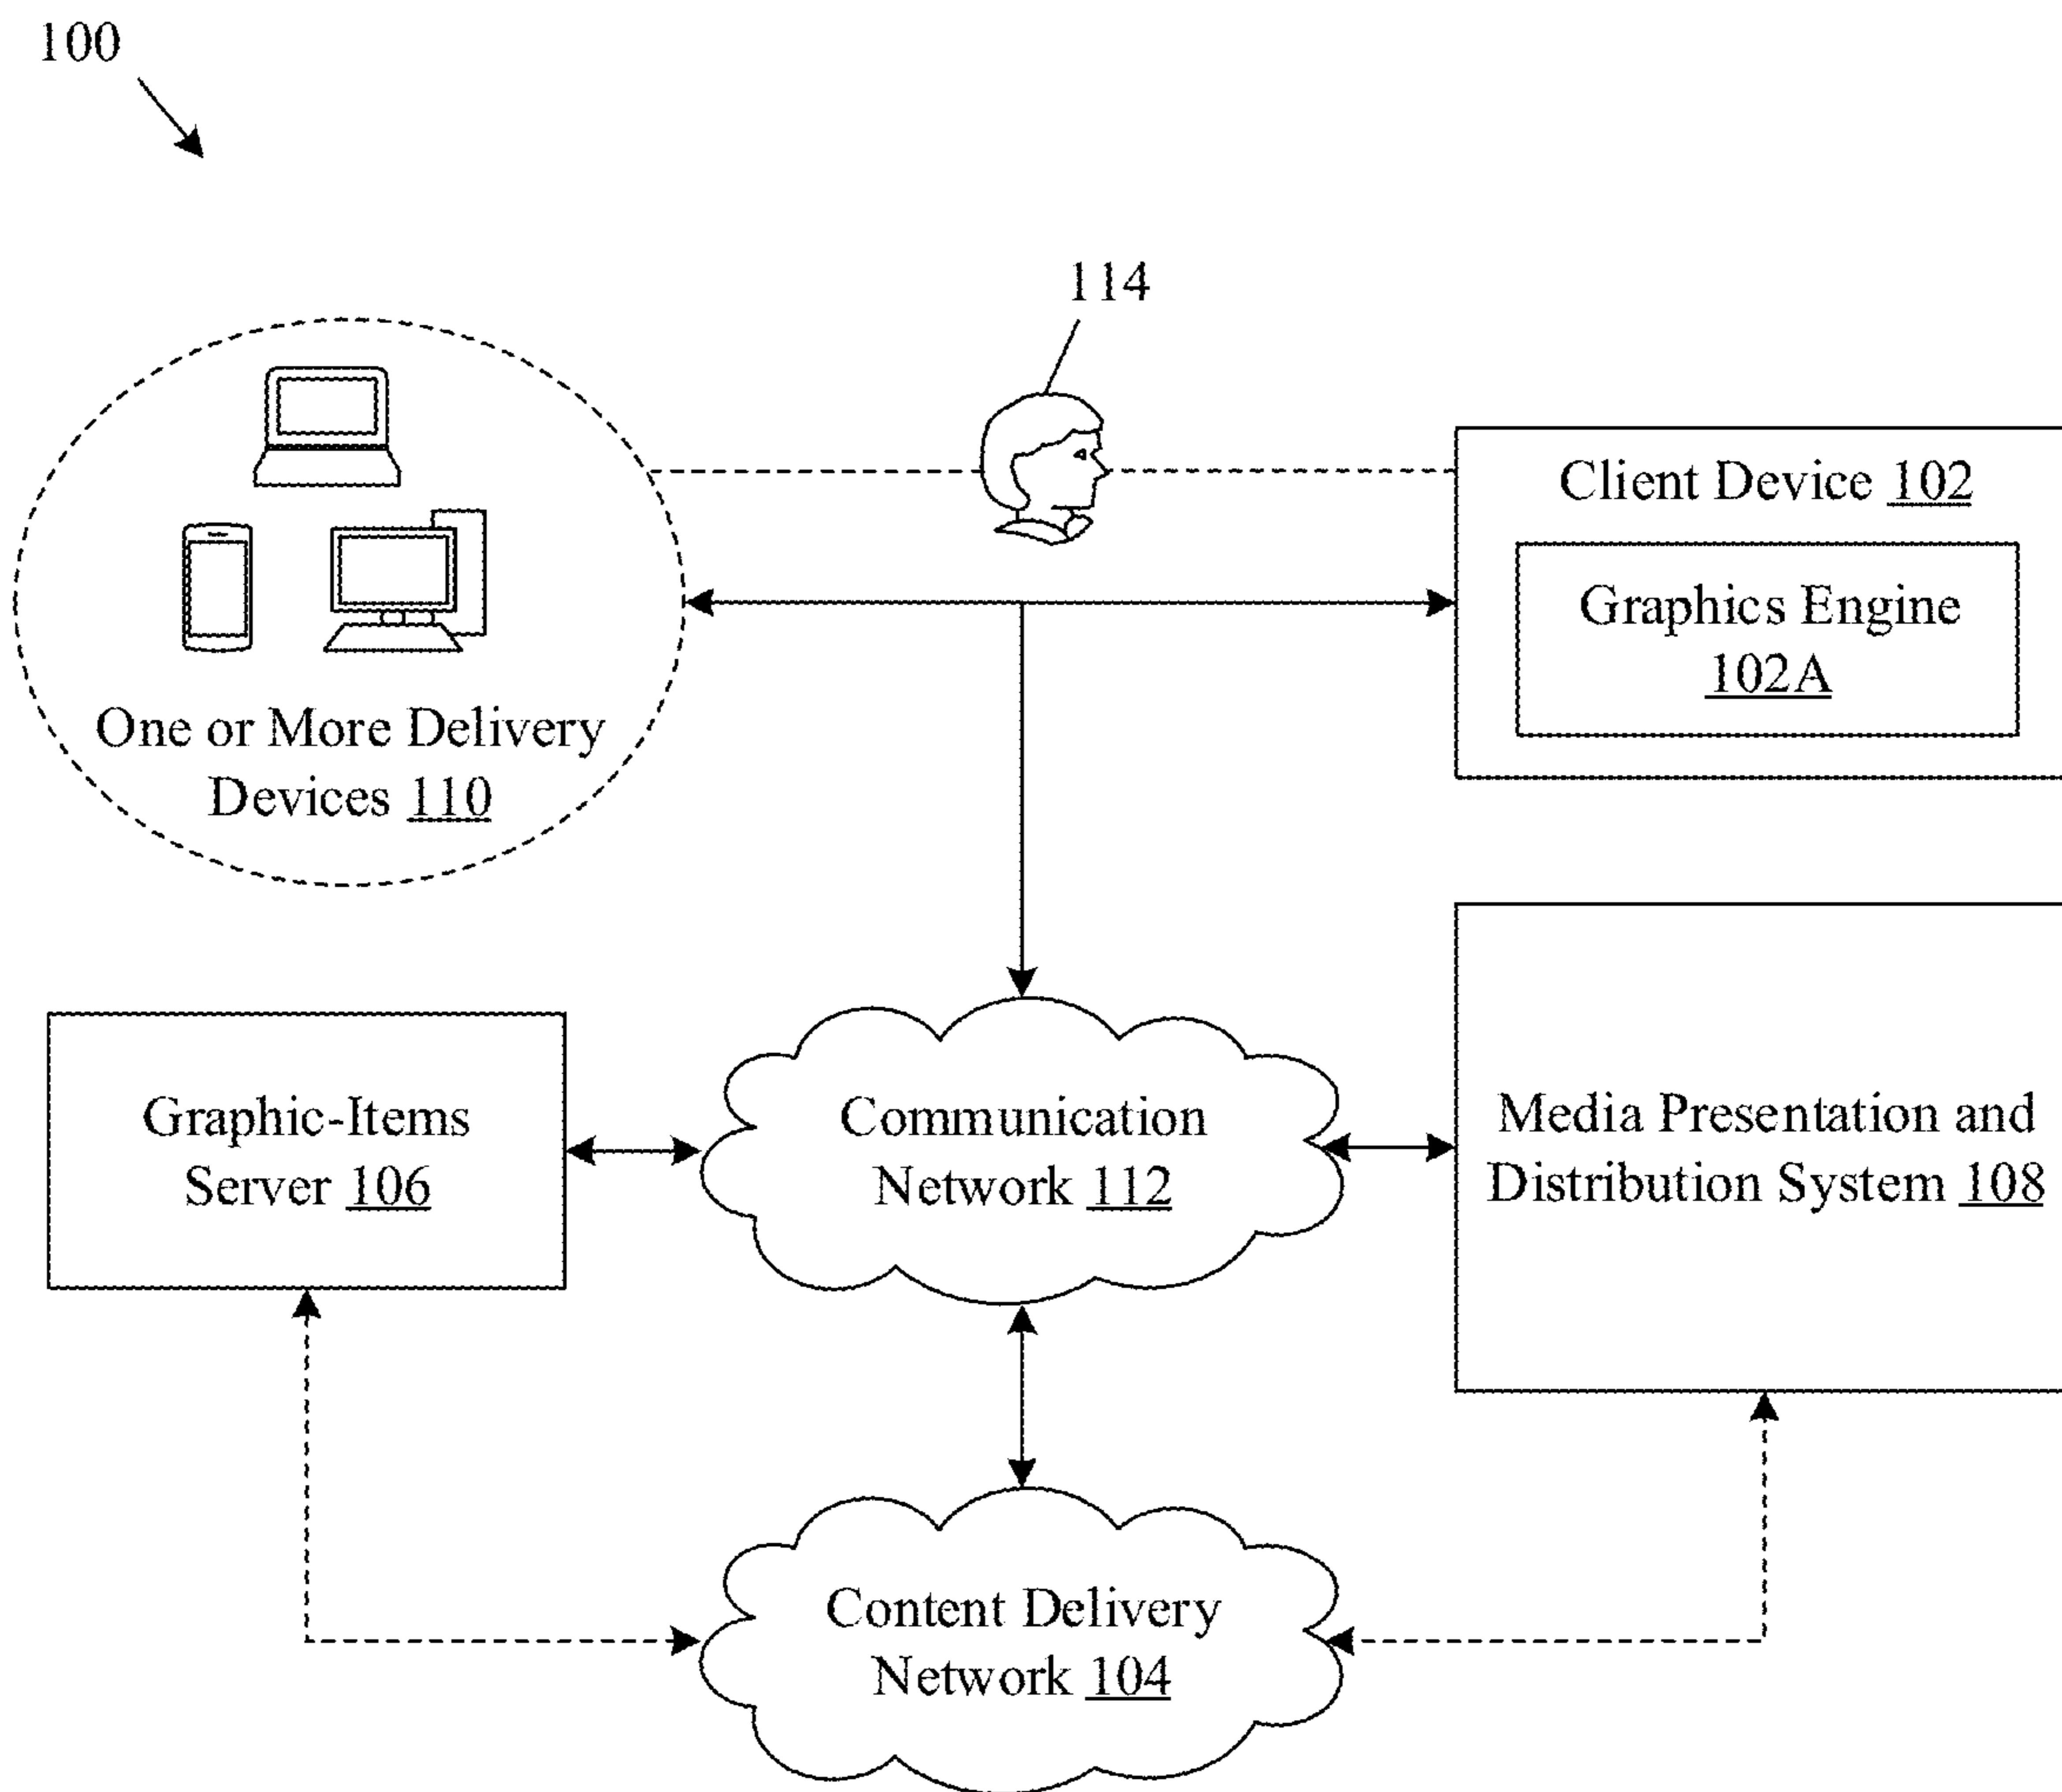 100
114
Client Device 102
Graphics Engine
102A
One or More Delivery
Devices 110
Graphic-Items
Server 106
Communication
Network 112
Media Presentation and
Distribution System 108
Content Delivery
Network 104